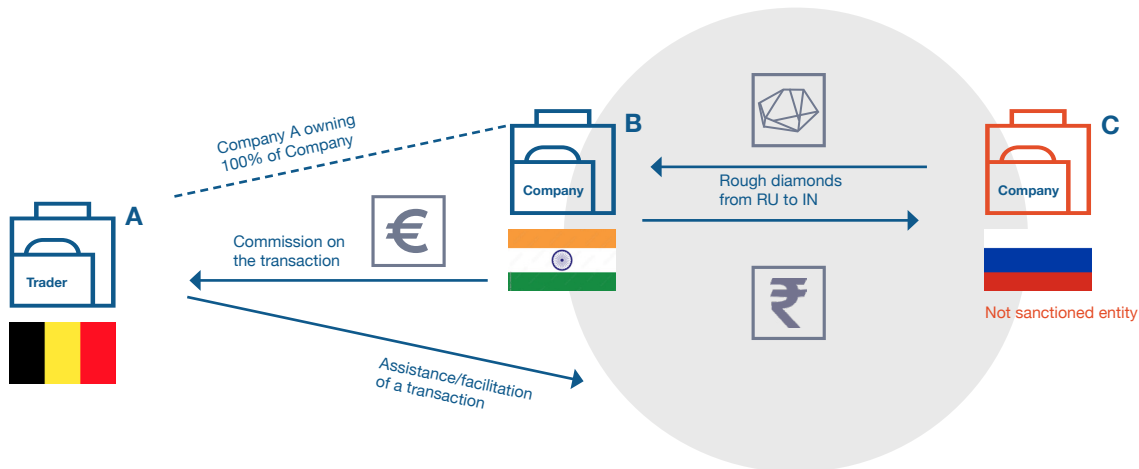 Company A owning
100% of Company
B
C
Company
Company
Rough diamonds
from RU to IN
A
Trader
Commission on
the transaction
€
₹
Not sanctioned entity
Assistance/facilitation
of a transaction